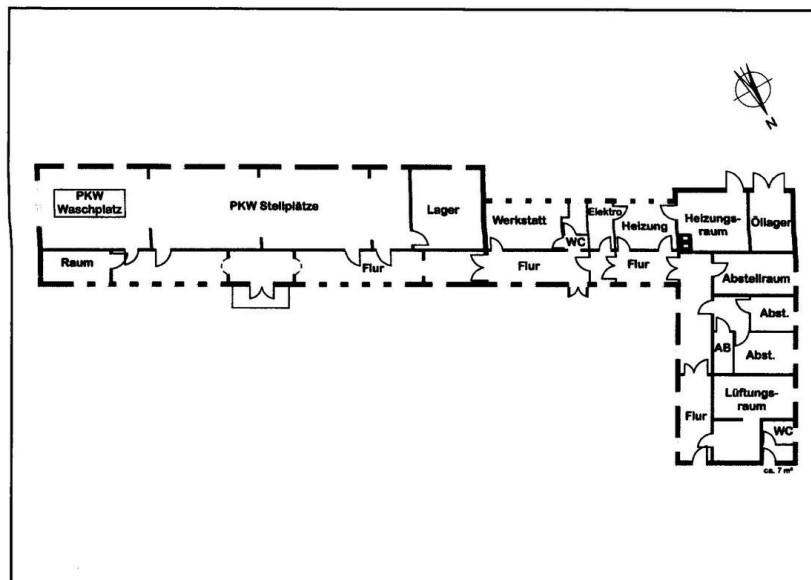 N
PKW
Waschplatz
PKW Stellplätze
Lager
Werkstatt
WC
Elektro
Heizung
Heizungs-
raum
Öllager
Raum
Flur
Flur
Flur
Abstellraum
Abst.
AB
Abst.
Lüftungs-
raum
Flur
WC
ca. 7 m²